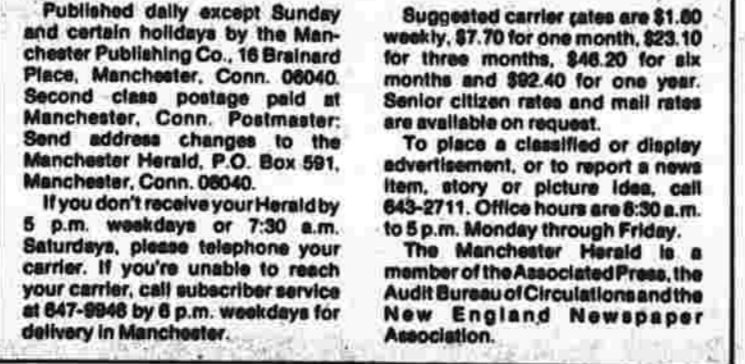 Published daily except Sunday
and certain holidays by the Man-
chester Publishing Co., 16 Brainard
Place, Manchester, Conn. 06040.
Second class postage paid at
Manchester, Conn. Postmaster:
Send address changes to the
Manchester Herald, P.O. Box 591,
Manchester, Conn. 06040.
If you don't receive your Herald by
5 p.m. weekdays or 7:30 a.m.
Saturdays, please telephone your
carrier. If you're unable to reach
your carrier, call subscriber service
at 647-9946 by 6 p.m. weekdays for
delivery in Manchester.
Suggested carrier rates are $1.80
weekly, $7.70 for one month, $23.10
for three months, $46.20 for six
months and $92.40 for one year.
Senior citizen rates and mail rates
are available on request.
To place a classified or display
advertisement, or to report a news
item, story or picture idea, call
643-2711. Office hours are 8:30 a.m.
to 5 p.m. Monday through Friday.
The Manchester Herald is a
member of the Associated Press, the
Audit Bureau of Circulations and the
New England Newspaper
Association.